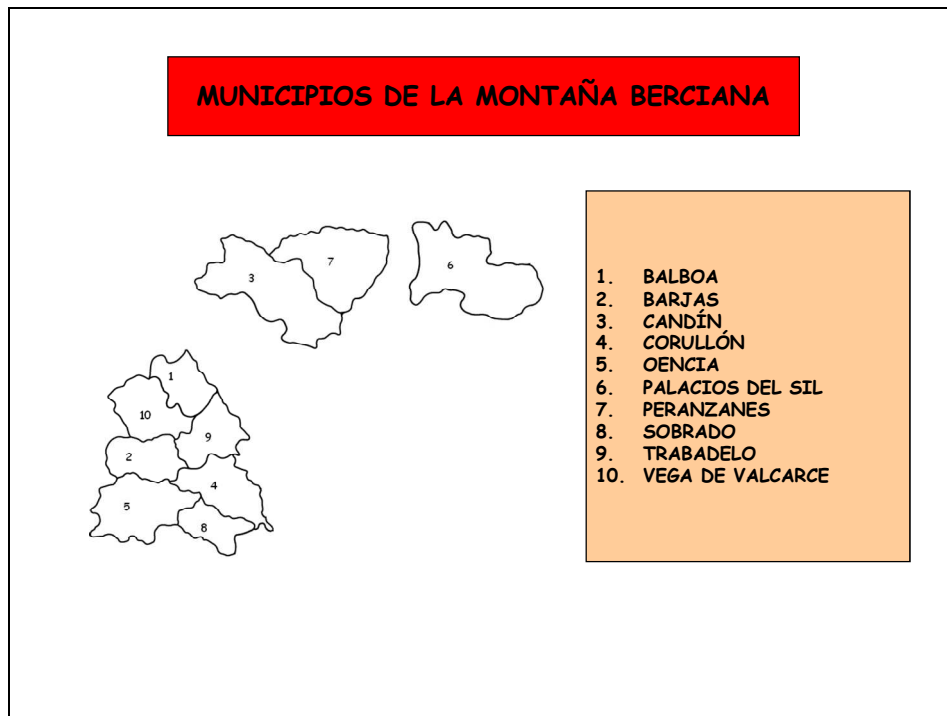 MUNICIPIOS DE LA MONTAÑA BERCIANA
3
7
6
1
10
9
2
4
5
8
1. BALBOA
2. BARJAS
3. CANDÍN
4. CORULLÓN
5. OENCIA
6. PALACIOS DEL SIL
7. PERANZANES
8. SOBRADO
9. TRABADELO
10. VEGA DE VALCARCE